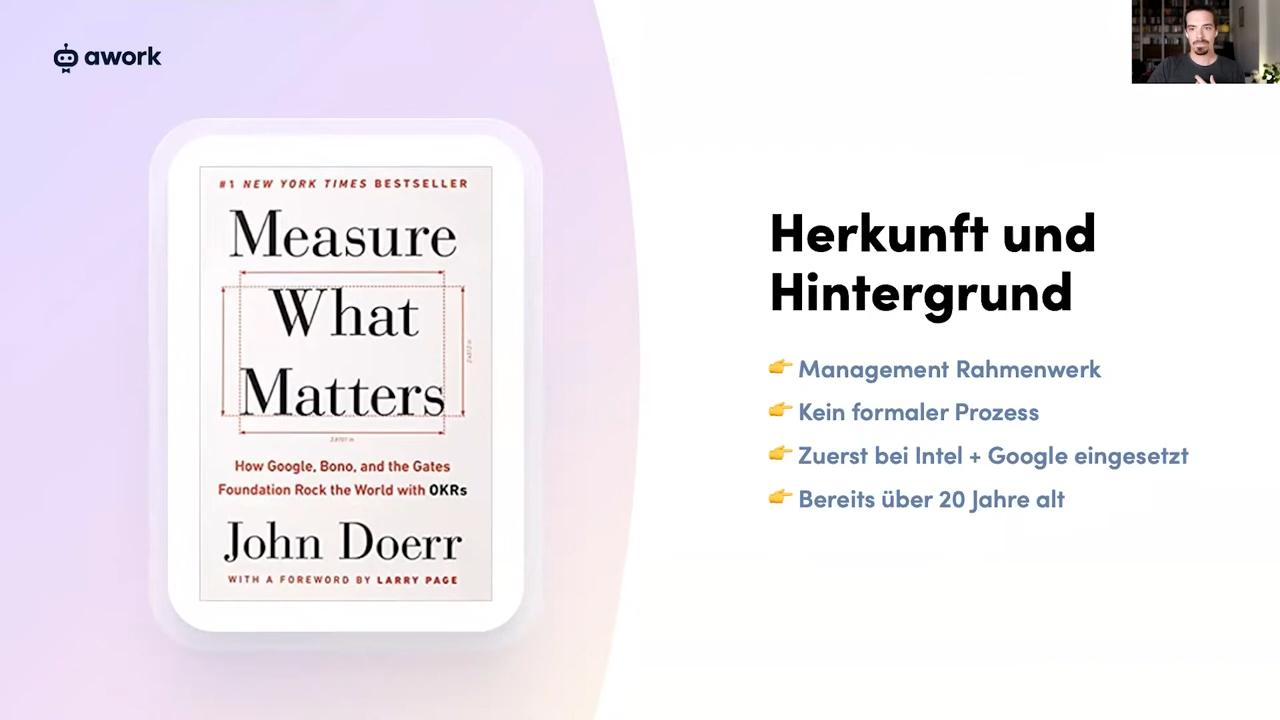 awork
#1 NEW YORK TIMES BESTSELLER
Measure
What
Matters
How Google, Bono, and the Gates
Foundation Rock the World with OKRs
John Doerr
WITH A FOREWORD BY LARRY PAGE
Herkunft und
Hintergrund
Management Rahmenwerk
Kein formaler Prozess
Zuerst bei Intel + Google eingesetzt
Bereits über 20 Jahre alt